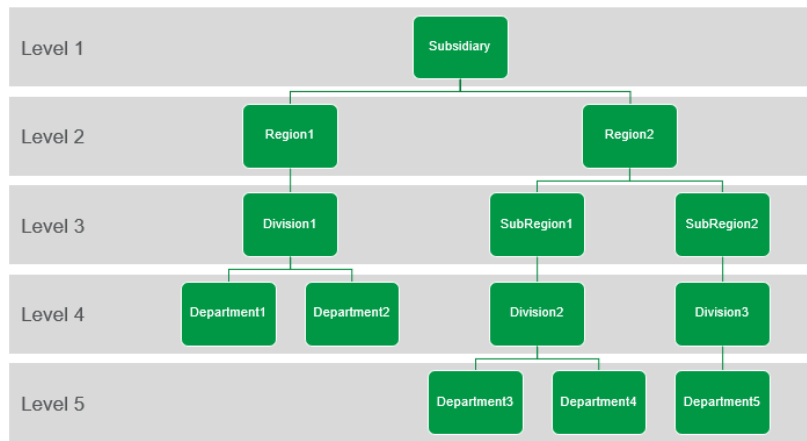 Level 1
Subsidiary
Level 2
Region1
Region2
Level 3
Division1
SubRegion1
SubRegion2
Level 4
Department1
Department2
Division2
Division3
Level 5
Department3
Department4
Department5